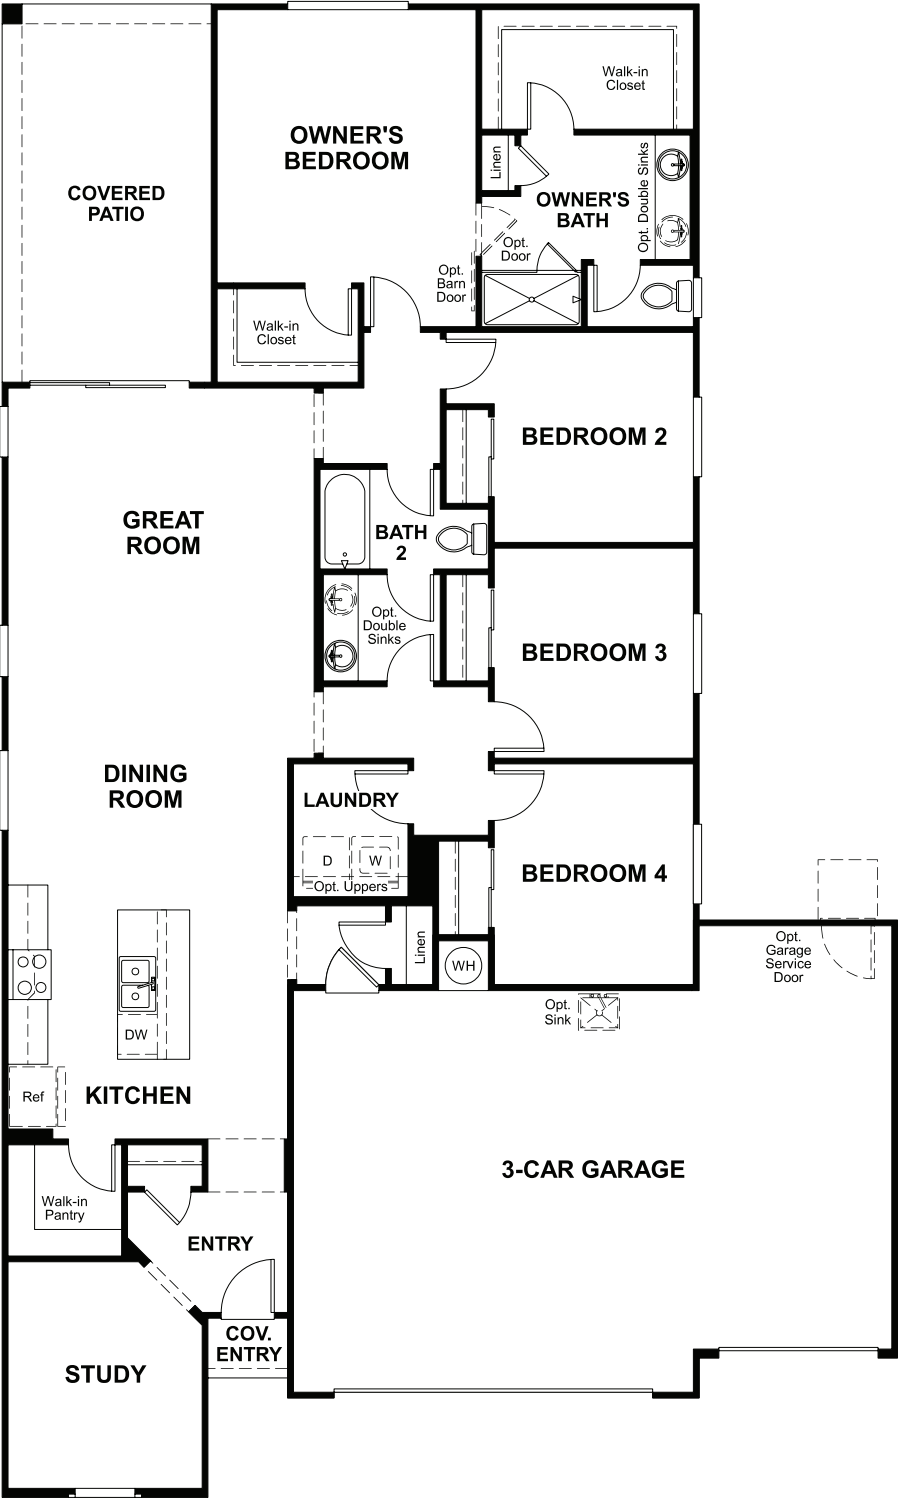 Walk-in
Closet
OWNER'S
BEDROOM
COVERED
PATIO
Linen
Opt. Double Sinks
OWNER'S
BATH
Opt.
Door
Opt.
Barn
Door
Walk-in
Closet
BEDROOM 2
GREAT
ROOM
BATH
2
Opt.
Double
Sinks
BEDROOM 3
DINING
ROOM
LAUNDRY
D
W
Opt. Uppers
BEDROOM 4
Linen
WH
Opt.
Garage
Service
Door
Opt.
Sink
DW
Ref
KITCHEN
3-CAR GARAGE
Walk-in
Pantry
ENTRY
COV.
ENTRY
STUDY